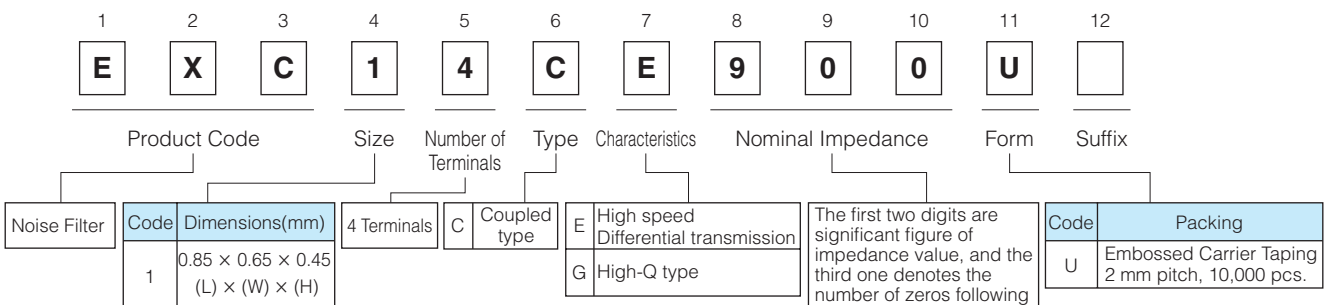 1 2 3 4 5 6 7 8 9 10 11 12
E X C 1 4 C E 9 0 0 U
Product Code Size Number of Terminals Type Characteristics Nominal Impedance Form Suffix
Noise Filter
Code Dimensions(mm)
1 0.85 × 0.65 × 0.45
(L) × (W) × (H)
4 Terminals
C Coupled
type
E High speed
Differential transmission
G High-Q type
The first two digits are
significant figure of
impedance value, and the
third one denotes the
number of zeros following
Code Packing
U Embossed Carrier Taping
2 mm pitch, 10,000 pcs.